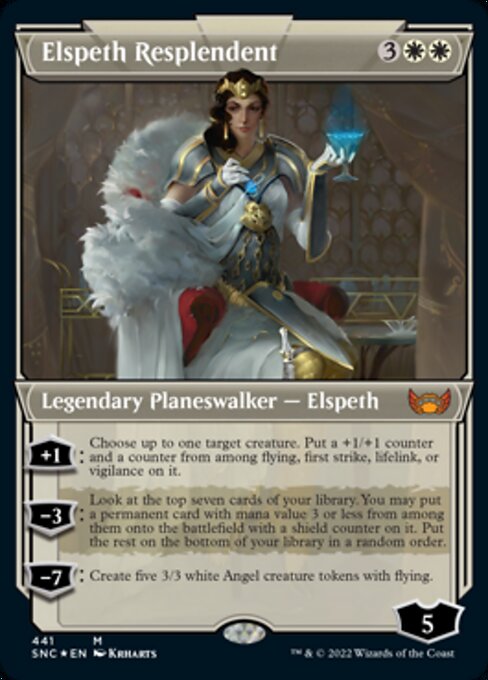 Elspeth Resplendent 3
Legendary Planeswalker — Elspeth
+1: Choose up to one target creature. Put a +1/+1 counter
and a counter from among flying, first strike, lifelink, or
vigilance on it.
-3: Look at the top seven cards of your library. You may put
a permanent card with mana value 3 or less from among
them onto the battlefield with a shield counter on it. Put
the rest on the bottom of your library in a random order.
-7: Create five 3/3 white Angel creature tokens with flying.
5
441 M
SNC★EN Krharts
™ & © 2022 Wizards of the Coast